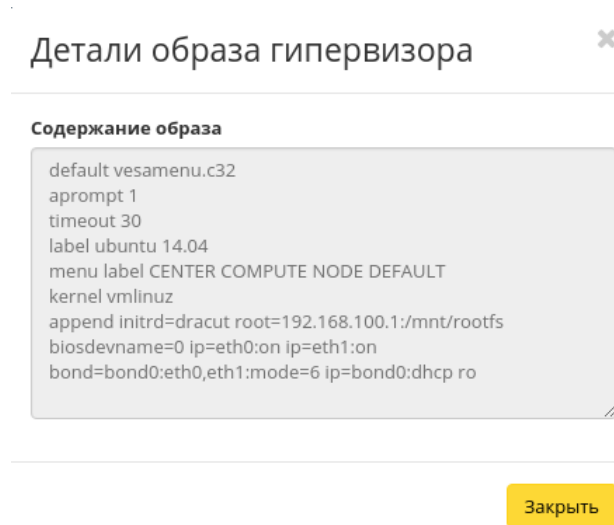 Детали образа гипервизора
Содержание образа
default vesamenu.c32
aprompt 1
timeout 30
label ubuntu 14.04
menu label CENTER COMPUTE NODE DEFAULT
kernel vmlinuz
append initrd=dracut root=192.168.100.1:/mnt/rootfs
biosdevname=0 ip=eth0:on ip=eth1:on
bond=bond0:eth0,eth1:mode=6 ip=bond0:dhcp ro
Закрыть